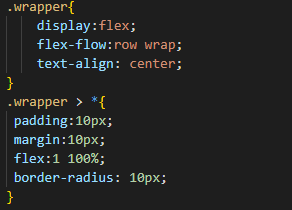 .wrapper{
display:flex;
flex-flow:row wrap;
text-align: center;
}
.wrapper > *{
padding:10px;
margin:10px;
flex:1 100%;
border-radius: 10px;
}